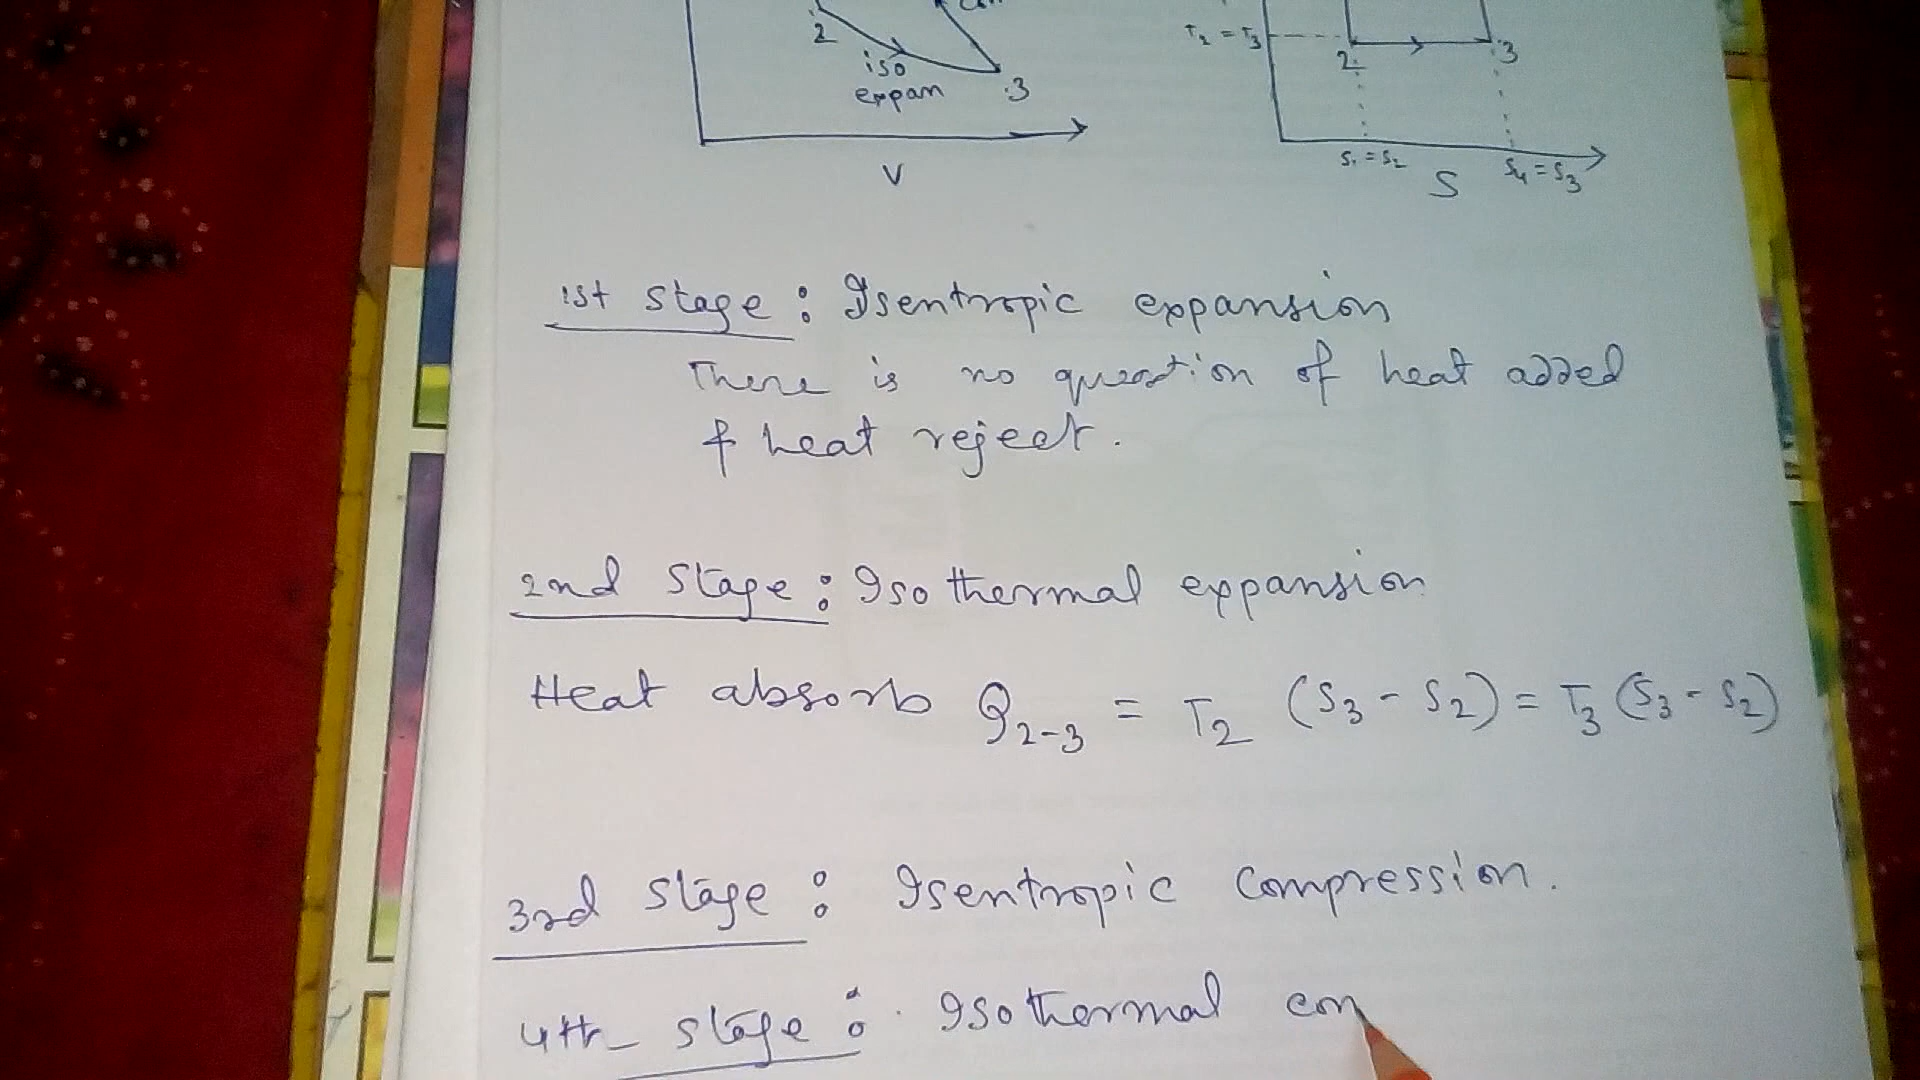 2
iso
expan
3
V
T2 = T3
2
3
S1 = S2
S4 = S3
S
1st stage : Isentropic expansion
There is no question of heat added
& heat reject.
2nd stage : Isothermal expansion
Heat absorb Q2-3 = T2 (S3 - S2) = T3 (S3 - S2)
3rd stage : Isentropic Compression.
4th stage : Isothermal com